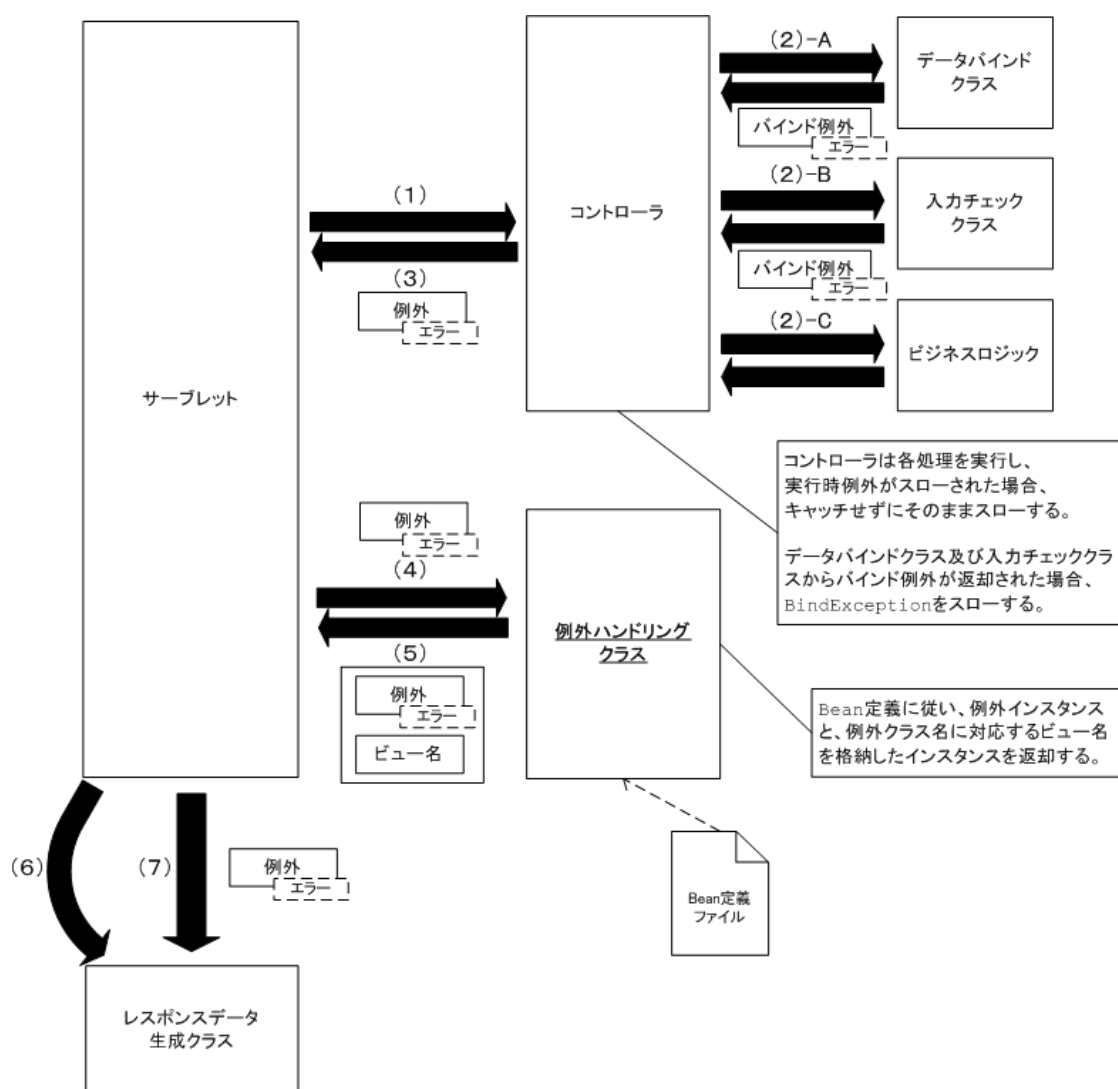 (2)-A
データバインド
クラス
バインド例外
エラー
(2)-B
入力チェック
クラス
バインド例外
エラー
(1)
コントローラ
(3)
例外
エラー
(2)-C
ビジネスロジック
サーブレット
コントローラは各処理を実行し、
実行時例外がスローされた場合、
キャッチせずにそのままスローする。
データバインドクラス及び入力チェッククラ
スからバインド例外が返却された場合、
BindExceptionをスローする。
例外
エラー
(4)
例外ハンドリング
クラス
(5)
例外
エラー
ビュー名
Bean定義に従い、例外インスタンス
と、例外クラス名に対応するビュー名
を格納したインスタンスを返却する。
(6)
(7)
例外
エラー
Bean定義
ファイル
レスポンスデータ
生成クラス